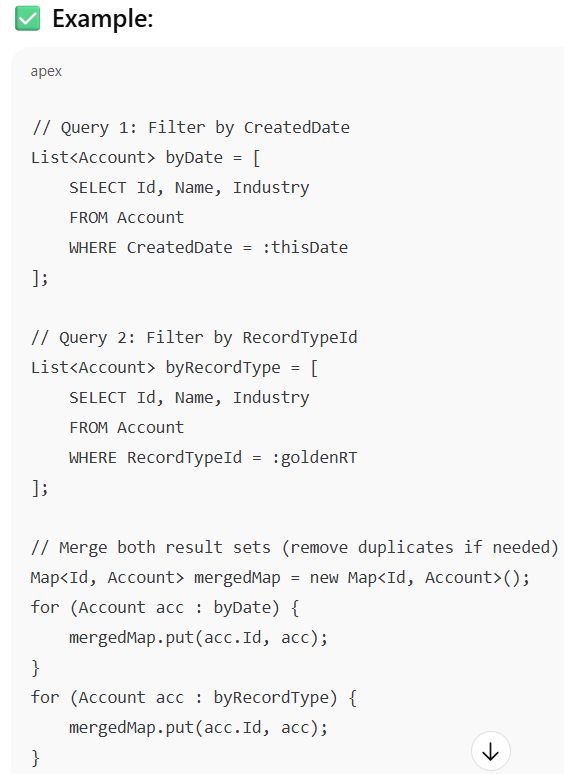 ✅ Example:
apex
// Query 1: Filter by CreatedDate
List<Account> byDate = [
    SELECT Id, Name, Industry
    FROM Account
    WHERE CreatedDate = :thisDate
];
// Query 2: Filter by RecordTypeId
List<Account> byRecordType = [
    SELECT Id, Name, Industry
    FROM Account
    WHERE RecordTypeId = :goldenRT
];
// Merge both result sets (remove duplicates if needed)
Map<Id, Account> mergedMap = new Map<Id, Account>();
for (Account acc : byDate) {
    mergedMap.put(acc.Id, acc);
}
for (Account acc : byRecordType) {
    mergedMap.put(acc.Id, acc);
}